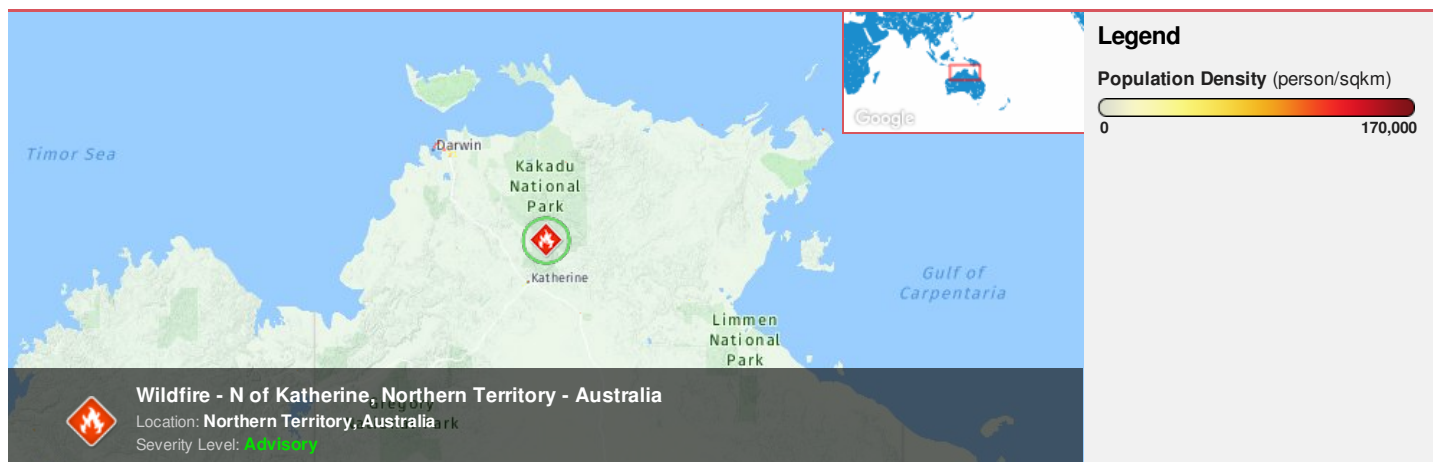 Timor Sea
Darwin
Kakadu
National
Park
Katherine
Gulf of
Carpentaria
Limmen
National
Park
Google
Legend
Population Density (person/sqkm)
0 170,000
Gregory
Wildfire - N of Katherine, Northern Territory - Australia
Location: Northern Territory, Australia
Severity Level: Advisory